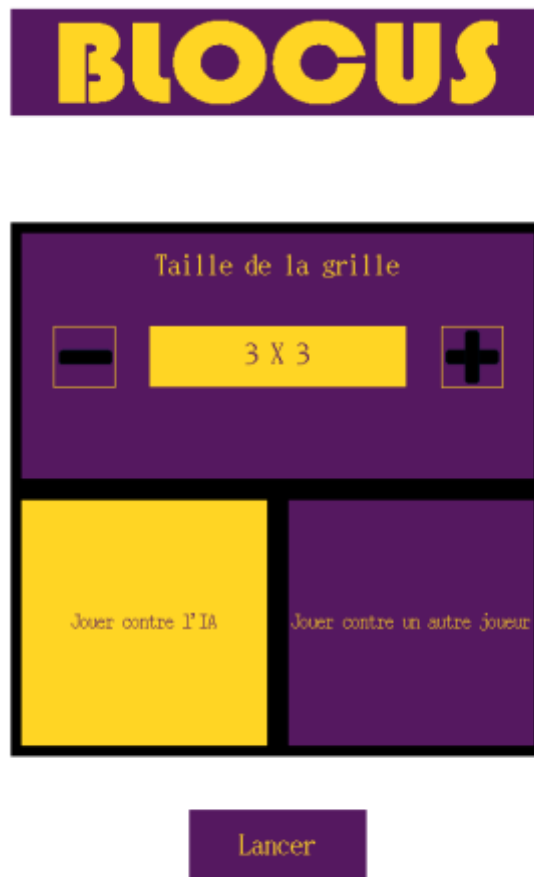 BLOCUS
Taille de la grille
3 X 3
Jouer contre l'IA
Jouer contre un autre joueur
Lancer